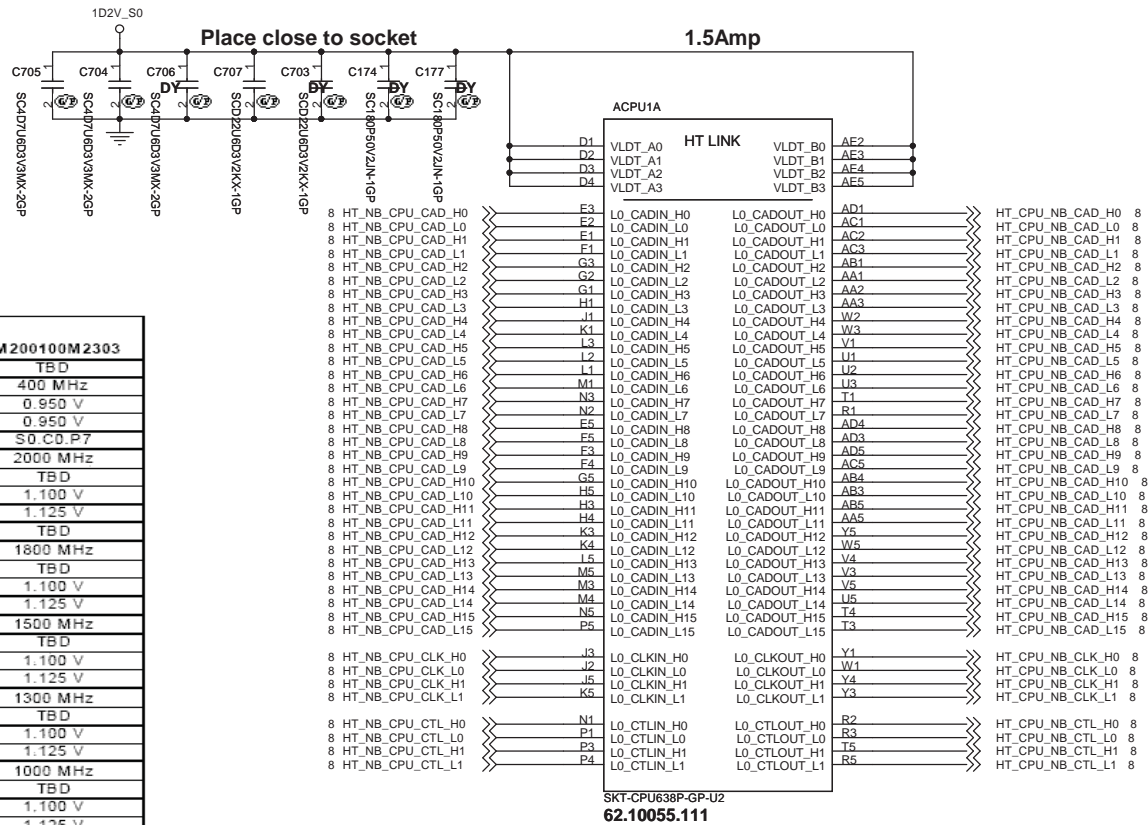 1D2V_S0
Place close to socket
1.5Amp
C705
C704
C706
C707
C703
C174
C177
1
1
1
1
1
1
1
2
2
2
2
2
2
2
DY
DY
DY
DY
SC4D7U6D3V3MX-2GP
SC4D7U6D3V3MX-2GP
SC4D7U6D3V3MX-2GP
SCD22U6D3V2KX-1GP
SCD22U6D3V2KX-1GP
SC180P50V2JN-1GP
SC180P50V2JN-1GP
ACPU1A
HT LINK
D1 VLDT_A0 VLDT_B0 AE2
D2 VLDT_A1 VLDT_B1 AE3
D3 VLDT_A2 VLDT_B2 AE4
D4 VLDT_A3 VLDT_B3 AE5
8 HT_NB_CPU_CAD_H0 E3 L0_CADIN_H0 L0_CADOUT_H0 AD1 HT_CPU_NB_CAD_H0 8
8 HT_NB_CPU_CAD_L0 E2 L0_CADIN_L0 L0_CADOUT_L0 AC1 HT_CPU_NB_CAD_L0 8
8 HT_NB_CPU_CAD_H1 E1 L0_CADIN_H1 L0_CADOUT_H1 AC2 HT_CPU_NB_CAD_H1 8
8 HT_NB_CPU_CAD_L1 F1 L0_CADIN_L1 L0_CADOUT_L1 AC3 HT_CPU_NB_CAD_L1 8
8 HT_NB_CPU_CAD_H2 G3 L0_CADIN_H2 L0_CADOUT_H2 AB1 HT_CPU_NB_CAD_H2 8
8 HT_NB_CPU_CAD_L2 G2 L0_CADIN_L2 L0_CADOUT_L2 AA1 HT_CPU_NB_CAD_L2 8
8 HT_NB_CPU_CAD_H3 G1 L0_CADIN_H3 L0_CADOUT_H3 AA2 HT_CPU_NB_CAD_H3 8
8 HT_NB_CPU_CAD_L3 H1 L0_CADIN_L3 L0_CADOUT_L3 AA3 HT_CPU_NB_CAD_L3 8
8 HT_NB_CPU_CAD_H4 J1 L0_CADIN_H4 L0_CADOUT_H4 W2 HT_CPU_NB_CAD_H4 8
8 HT_NB_CPU_CAD_L4 K1 L0_CADIN_L4 L0_CADOUT_L4 W3 HT_CPU_NB_CAD_L4 8
8 HT_NB_CPU_CAD_H5 L3 L0_CADIN_H5 L0_CADOUT_H5 V1 HT_CPU_NB_CAD_H5 8
8 HT_NB_CPU_CAD_L5 L2 L0_CADIN_L5 L0_CADOUT_L5 U1 HT_CPU_NB_CAD_L5 8
8 HT_NB_CPU_CAD_H6 L1 L0_CADIN_H6 L0_CADOUT_H6 U2 HT_CPU_NB_CAD_H6 8
8 HT_NB_CPU_CAD_L6 M1 L0_CADIN_L6 L0_CADOUT_L6 U3 HT_CPU_NB_CAD_L6 8
8 HT_NB_CPU_CAD_H7 N3 L0_CADIN_H7 L0_CADOUT_H7 T1 HT_CPU_NB_CAD_H7 8
8 HT_NB_CPU_CAD_L7 N2 L0_CADIN_L7 L0_CADOUT_L7 R1 HT_CPU_NB_CAD_L7 8
8 HT_NB_CPU_CAD_H8 E5 L0_CADIN_H8 L0_CADOUT_H8 AD4 HT_CPU_NB_CAD_H8 8
8 HT_NB_CPU_CAD_L8 F5 L0_CADIN_L8 L0_CADOUT_L8 AD3 HT_CPU_NB_CAD_L8 8
8 HT_NB_CPU_CAD_H9 F3 L0_CADIN_H9 L0_CADOUT_H9 AD5 HT_CPU_NB_CAD_H9 8
8 HT_NB_CPU_CAD_L9 F4 L0_CADIN_L9 L0_CADOUT_L9 AC5 HT_CPU_NB_CAD_L9 8
8 HT_NB_CPU_CAD_H10 G5 L0_CADIN_H10 L0_CADOUT_H10 AB4 HT_CPU_NB_CAD_H10 8
8 HT_NB_CPU_CAD_L10 H5 L0_CADIN_L10 L0_CADOUT_L10 AB3 HT_CPU_NB_CAD_L10 8
8 HT_NB_CPU_CAD_H11 H3 L0_CADIN_H11 L0_CADOUT_H11 AB5 HT_CPU_NB_CAD_H11 8
8 HT_NB_CPU_CAD_L11 H4 L0_CADIN_L11 L0_CADOUT_L11 AA5 HT_CPU_NB_CAD_L11 8
8 HT_NB_CPU_CAD_H12 K3 L0_CADIN_H12 L0_CADOUT_H12 Y5 HT_CPU_NB_CAD_H12 8
8 HT_NB_CPU_CAD_L12 K4 L0_CADIN_L12 L0_CADOUT_L12 W5 HT_CPU_NB_CAD_L12 8
8 HT_NB_CPU_CAD_H13 L5 L0_CADIN_H13 L0_CADOUT_H13 V4 HT_CPU_NB_CAD_H13 8
8 HT_NB_CPU_CAD_L13 M5 L0_CADIN_L13 L0_CADOUT_L13 V3 HT_CPU_NB_CAD_L13 8
8 HT_NB_CPU_CAD_H14 M3 L0_CADIN_H14 L0_CADOUT_H14 V5 HT_CPU_NB_CAD_H14 8
8 HT_NB_CPU_CAD_L14 M4 L0_CADIN_L14 L0_CADOUT_L14 U5 HT_CPU_NB_CAD_L14 8
8 HT_NB_CPU_CAD_H15 N5 L0_CADIN_H15 L0_CADOUT_H15 T4 HT_CPU_NB_CAD_H15 8
8 HT_NB_CPU_CAD_L15 P5 L0_CADIN_L15 L0_CADOUT_L15 T3 HT_CPU_NB_CAD_L15 8
8 HT_NB_CPU_CLK_H0 J3 L0_CLKIN_H0 L0_CLKOUT_H0 Y1 HT_CPU_NB_CLK_H0 8
8 HT_NB_CPU_CLK_L0 J2 L0_CLKIN_L0 L0_CLKOUT_L0 W1 HT_CPU_NB_CLK_L0 8
8 HT_NB_CPU_CLK_H1 J5 L0_CLKIN_H1 L0_CLKOUT_H1 Y4 HT_CPU_NB_CLK_H1 8
8 HT_NB_CPU_CLK_L1 K5 L0_CLKIN_L1 L0_CLKOUT_L1 Y3 HT_CPU_NB_CLK_L1 8
8 HT_NB_CPU_CTL_H0 N1 L0_CTLIN_H0 L0_CTLOUT_H0 R2 HT_CPU_NB_CTL_H0 8
8 HT_NB_CPU_CTL_L0 P1 L0_CTLIN_L0 L0_CTLOUT_L0 R3 HT_CPU_NB_CTL_L0 8
8 HT_NB_CPU_CTL_H1 P3 L0_CTLIN_H1 L0_CTLOUT_H1 T5 HT_CPU_NB_CTL_H1 8
8 HT_NB_CPU_CTL_L1 P4 L0_CTLIN_L1 L0_CTLOUT_L1 R5 HT_CPU_NB_CTL_L1 8
SKT-CPU638P-GP-U2
62.10055.111
M200100M2303
TBD
400 MHz
0.950 V
0.950 V
S0.C0.P7
2000 MHz
TBD
1.100 V
1.125 V
TBD
1800 MHz
TBD
1.100 V
1.125 V
1500 MHz
TBD
1.100 V
1.125 V
1300 MHz
TBD
1.100 V
1.125 V
1000 MHz
TBD
1.100 V
1.125 V